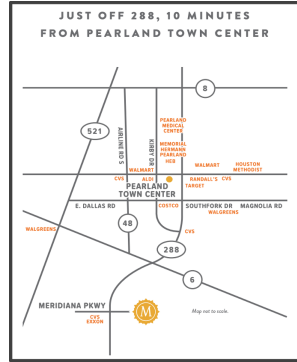 JUST OFF 288, 10 MINUTES
FROM PEARLAND TOWN CENTER
8
PEARLAND
MEDICAL
CENTER
521
AIRLINE RD S
KIRBY DR
MEMORIAL
HERMANN
PEARLAND
HEB
WALMART
WALMART
HOUSTON
METHODIST
CVS
ALDI
RANDALL'S
CVS
TARGET
PEARLAND
TOWN CENTER
E. DALLAS RD
COSTCO
SOUTHFORK DR
MAGNOLIA RD
WALGREENS
48
WALGREENS
CVS
288
6
MERIDIANA PKWY
M
Map not to scale.
CVS
EXXON